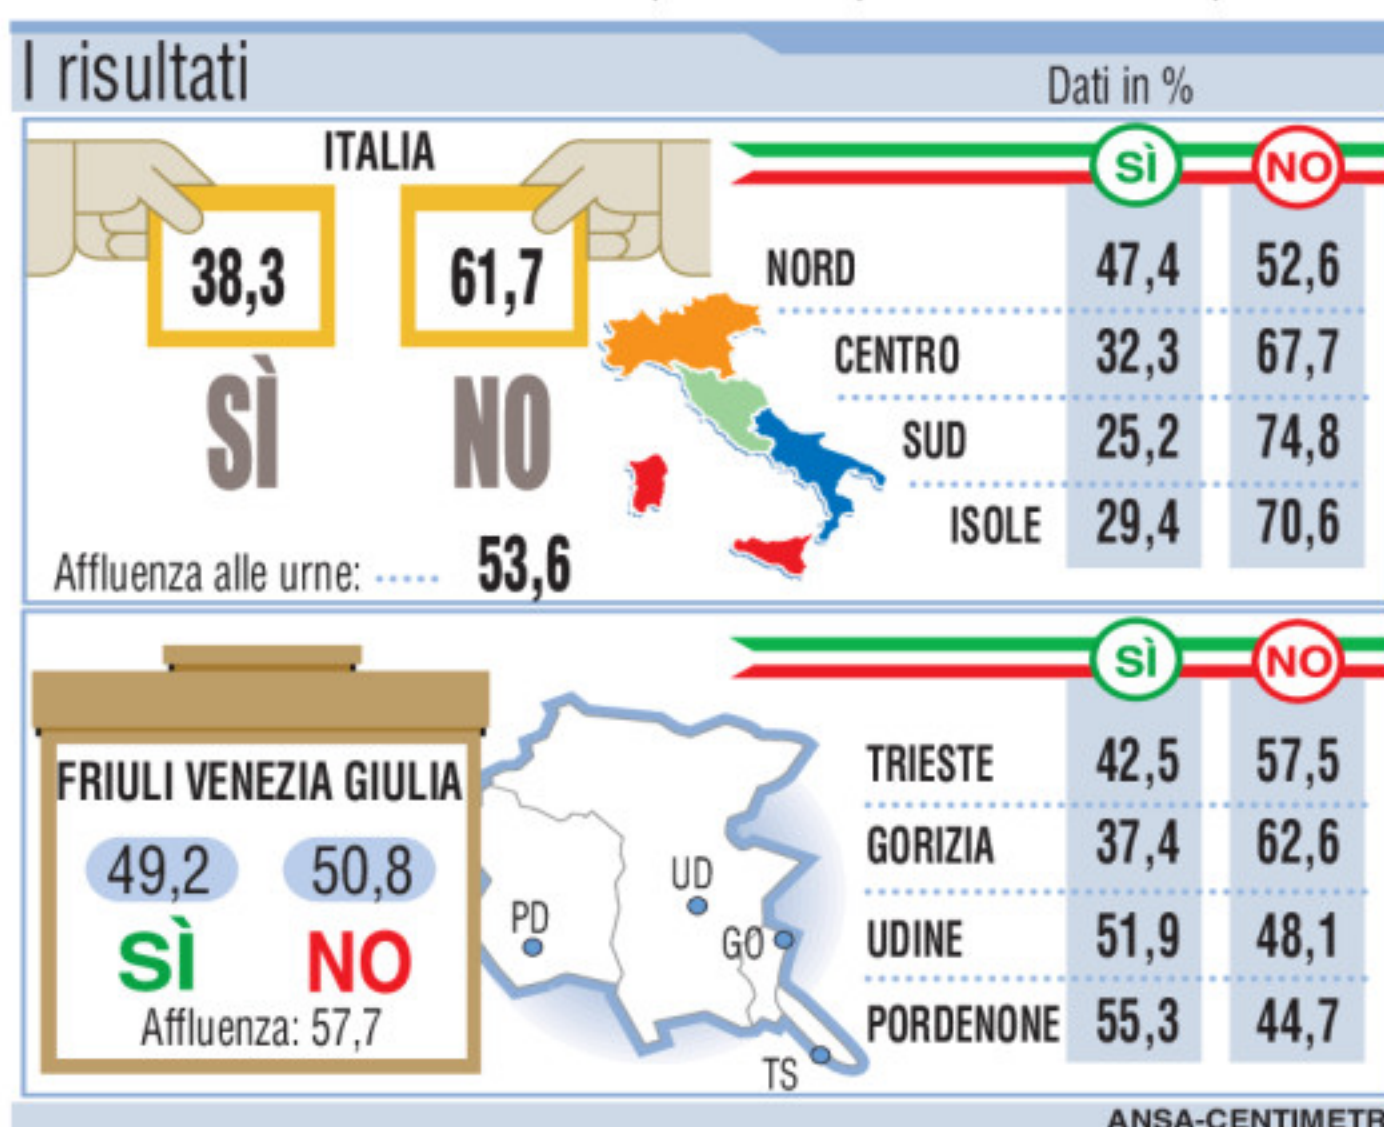 I risultati
Dati in %
ITALIA
38,3
61,7
SÌ
NO
Affluenza alle urne: ...... 53,6
SÌ NO
NORD 47,4 52,6
CENTRO 32,3 67,7
SUD 25,2 74,8
ISOLE 29,4 70,6
FRIULI VENEZIA GIULIA
49,2 50,8
SÌ NO
Affluenza: 57,7
PD
UD
GO
TS
SÌ NO
TRIESTE 42,5 57,5
GORIZIA 37,4 62,6
UDINE 51,9 48,1
PORDENONE 55,3 44,7
ANSA-CENTIMETR